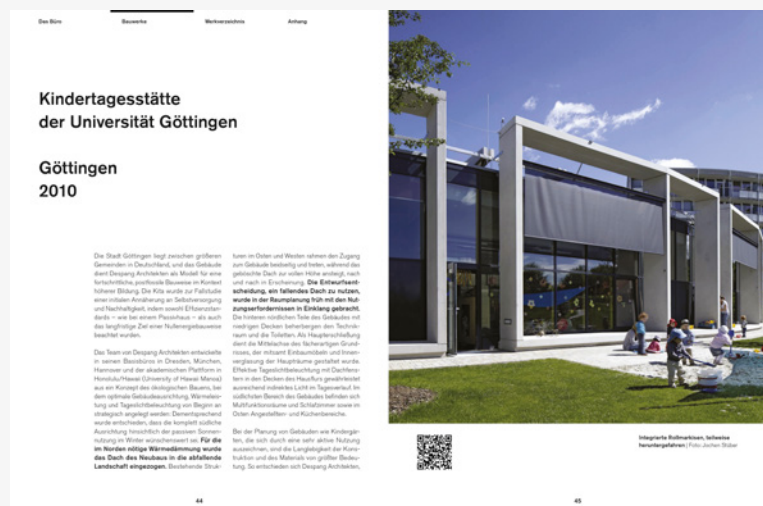 Das Büro
Bauwerke
Werkverzeichnis
Anhang
Kindertagesstätte
der Universität Göttingen
Göttingen
2010
Die Stadt Göttingen liegt zwischen größeren
Gemeinden in Deutschland, und das Gebäude
dient Despang Architekten als Modell für eine
fortschrittliche, postfossile Bauweise im Kontext
höherer Bildung. Die Kita wurde zur Fallstudie
einer initialen Annäherung an Selbstversorgung
und Nachhaltigkeit, indem sowohl Effizienzstan-
dards – wie bei einem Passivhaus – als auch
das langfristige Ziel einer Nullenergiebauweise
beachtet wurden.
Das Team von Despang Architekten entwickelte
in seinen Basisbüros in Dresden, München,
Hannover und der akademischen Plattform in
Honolulu/Hawaii (University of Hawaii Manoa)
aus ein Konzept des ökologischen Bauens, bei
dem optimale Gebäudeausrichtung, Wärmeleis-
tung und Tageslichtbeleuchtung von Beginn an
strategisch angelegt werden. Dementsprechend
wurde entschieden, dass die komplett südliche
Ausrichtung hinsichtlich der passiven Sonnen-
nutzung im Winter wünschenswert sei. Für die
im Norden nötige Wärmedämmung wurde
das Dach des Neubaus in die abfallende
Landschaft eingezogen. Bestehende Struk-
turen im Osten und Westen rahmen den Zugang
zum Gebäude beidseitig und treten, während das
geböschte Dach zur vollen Höhe ansteigt, nach
und nach in Erscheinung. Die Entwurfsent-
scheidung, ein fallendes Dach zu nutzen,
wurde in der Raumplanung früh mit den Nut-
zungserfordernissen in Einklang gebracht.
Die hinteren nördlichen Teile des Gebäudes mit
niedrigen Decken beherbergen den Technik-
raum und die Toiletten. Als Haupterschließung
dient die Mittelachse des fächerartigen Grund-
risses, der mitsamt Einbaumöbeln und Innen-
verglasung der Haupträume gestaltet wurde.
Effektive Tageslichtbeleuchtung mit Dachfens-
tern in den Decken des Hausflurs gewährleistet
ausreichend indirektes Licht im Tagesverlauf. Im
südlichsten Bereich des Gebäudes befinden sich
Multifunktionsräume und Schlafzimmer sowie im
Osten Angestellten- und Küchenbereiche.
Bei der Planung von Gebäuden wie Kindergär-
ten, die sich durch eine sehr aktive Nutzung
auszeichnen, sind die Langlebigkeit der Kons-
truktion und des Materials von größter Bedeu-
tung. So entschieden sich Despang Architekten,
44
Integrierte Rollmarkisen, teilweise
heruntergefahren | Foto: Jochen Stüber
45